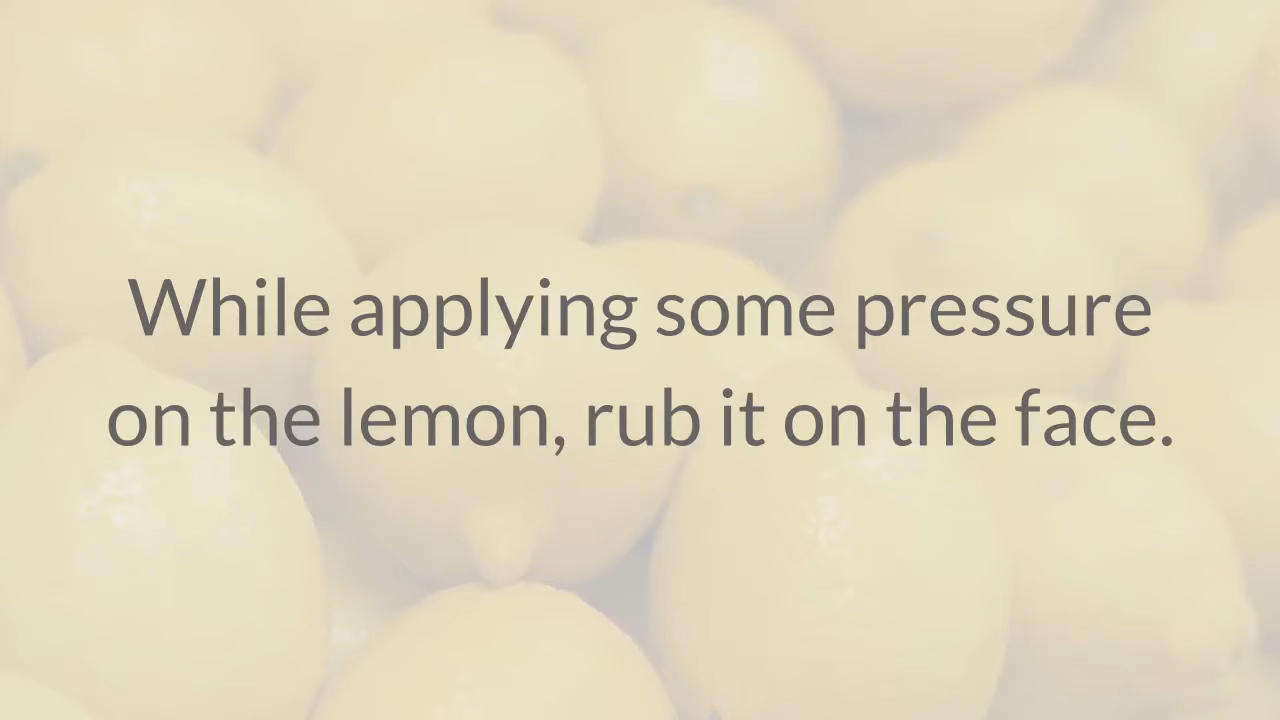 While applying some pressure
on the lemon, rub it on the face.